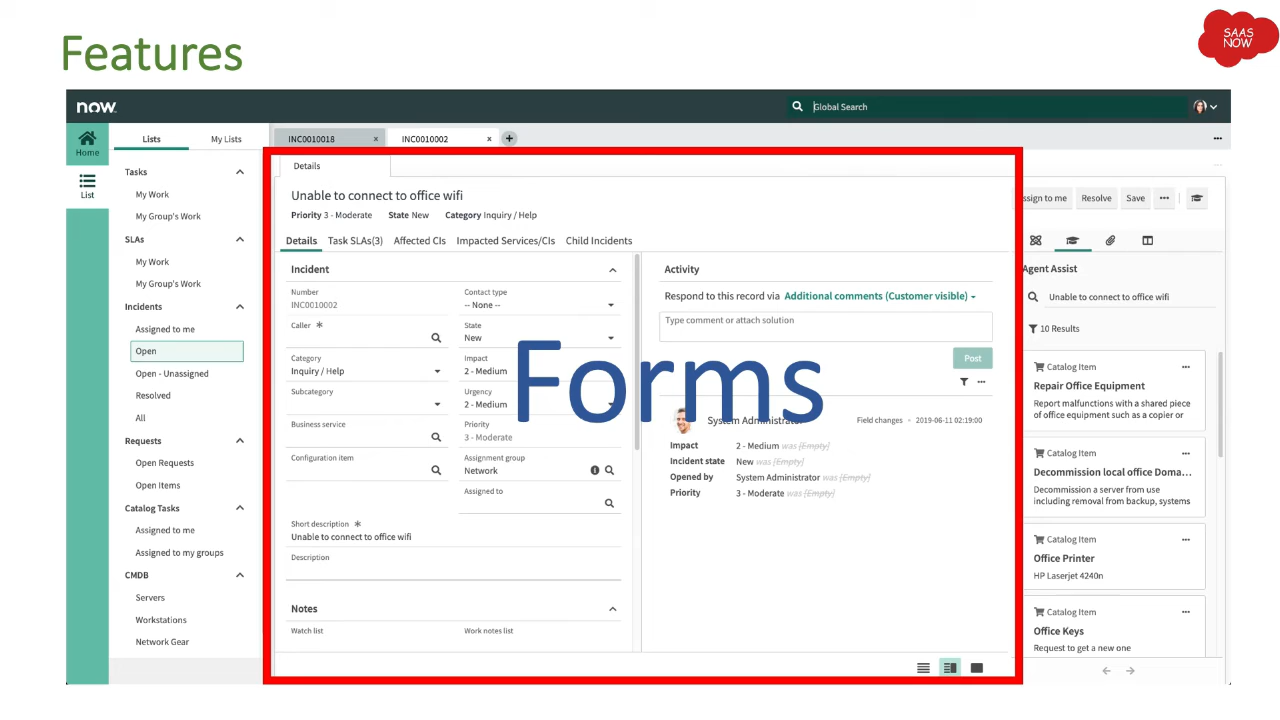 Features
SAAS
NOW
now.
Global Search
Home
List
Lists My Lists
Tasks
My Work
My Group's Work
SLAs
My Work
My Group's Work
Incidents
Assigned to me
Open
Open - Unassigned
Resolved
All
Requests
Open Requests
Open Items
Catalog Tasks
Assigned to me
Assigned to my groups
CMDB
Servers
Workstations
Network Gear
INC0010018 × INC0010002 × +
Details
Unable to connect to office wifi
Priority 3 - Moderate State New Category Inquiry / Help
Details Task SLAs(3) Affected CIs Impacted Services/CIs Child Incidents
Incident
Number
INC0010002
Caller *
Category
Inquiry / Help
Subcategory
Business service
Configuration item
Contact type
-- None --
State
New
Impact
2 - Medium
Urgency
2 - Medium
Priority
3 - Moderate
Assignment group
Network
Assigned to
Short description *
Unable to connect to office wifi
Description
Notes
Watch list Work notes list
Forms
Activity
Respond to this record via Additional comments (Customer visible)
Type comment or attach solution
Post
System Administrator Field changes • 2019-06-11 02:19:00
Impact 2 - Medium was [Empty]
Incident state New was [Empty]
Opened by System Administrator was [Empty]
Priority 3 - Moderate was [Empty]
ssign to me Resolve Save
Agent Assist
Unable to connect to office wifi
10 Results
Catalog Item
Repair Office Equipment
Report malfunctions with a shared piece
of office equipment such as a copier or
Catalog Item
Decommission local office Doma...
Decommission a server from use
including removal from backup, systems
Catalog Item
Office Printer
HP Laserjet 4240n
Catalog Item
Office Keys
Request to get a new one